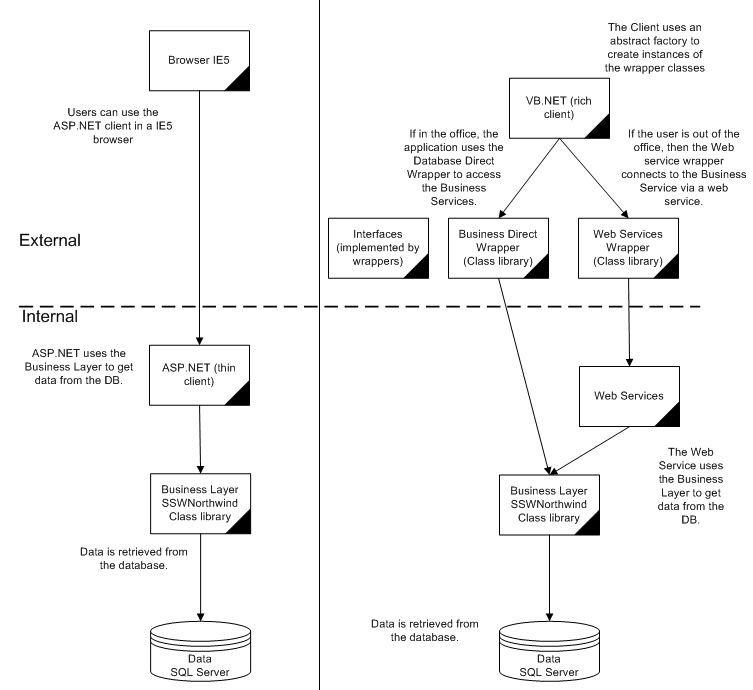 Browser IE5
Users can use the
ASP.NET client in a IE5
browser
External
Internal
ASP.NET uses the
Business Layer to get
data from the DB.
ASP.NET (thin
client)
Business Layer
SSWNorthwind
Class library
Data is retrieved from
the database.
Data
SQL Server
The Client uses an
abstract factory to
create instances of
the wrapper classes
VB.NET (rich
client)
If in the office, the
application uses the
Database Direct
Wrapper to access
the Business
Services.
If the user is out of the
office, then the Web
service wrapper
connects to the Business
Service via a web
service.
Interfaces
(implemented by
wrappers)
Business Direct
Wrapper
(Class library)
Web Services
Wrapper
(Class library)
Web Services
The Web
Service uses
the Business
Layer to get
data from the
DB.
Business Layer
SSWNorthwind
Class library
Data is retrieved from
the database.
Data
SQL Server